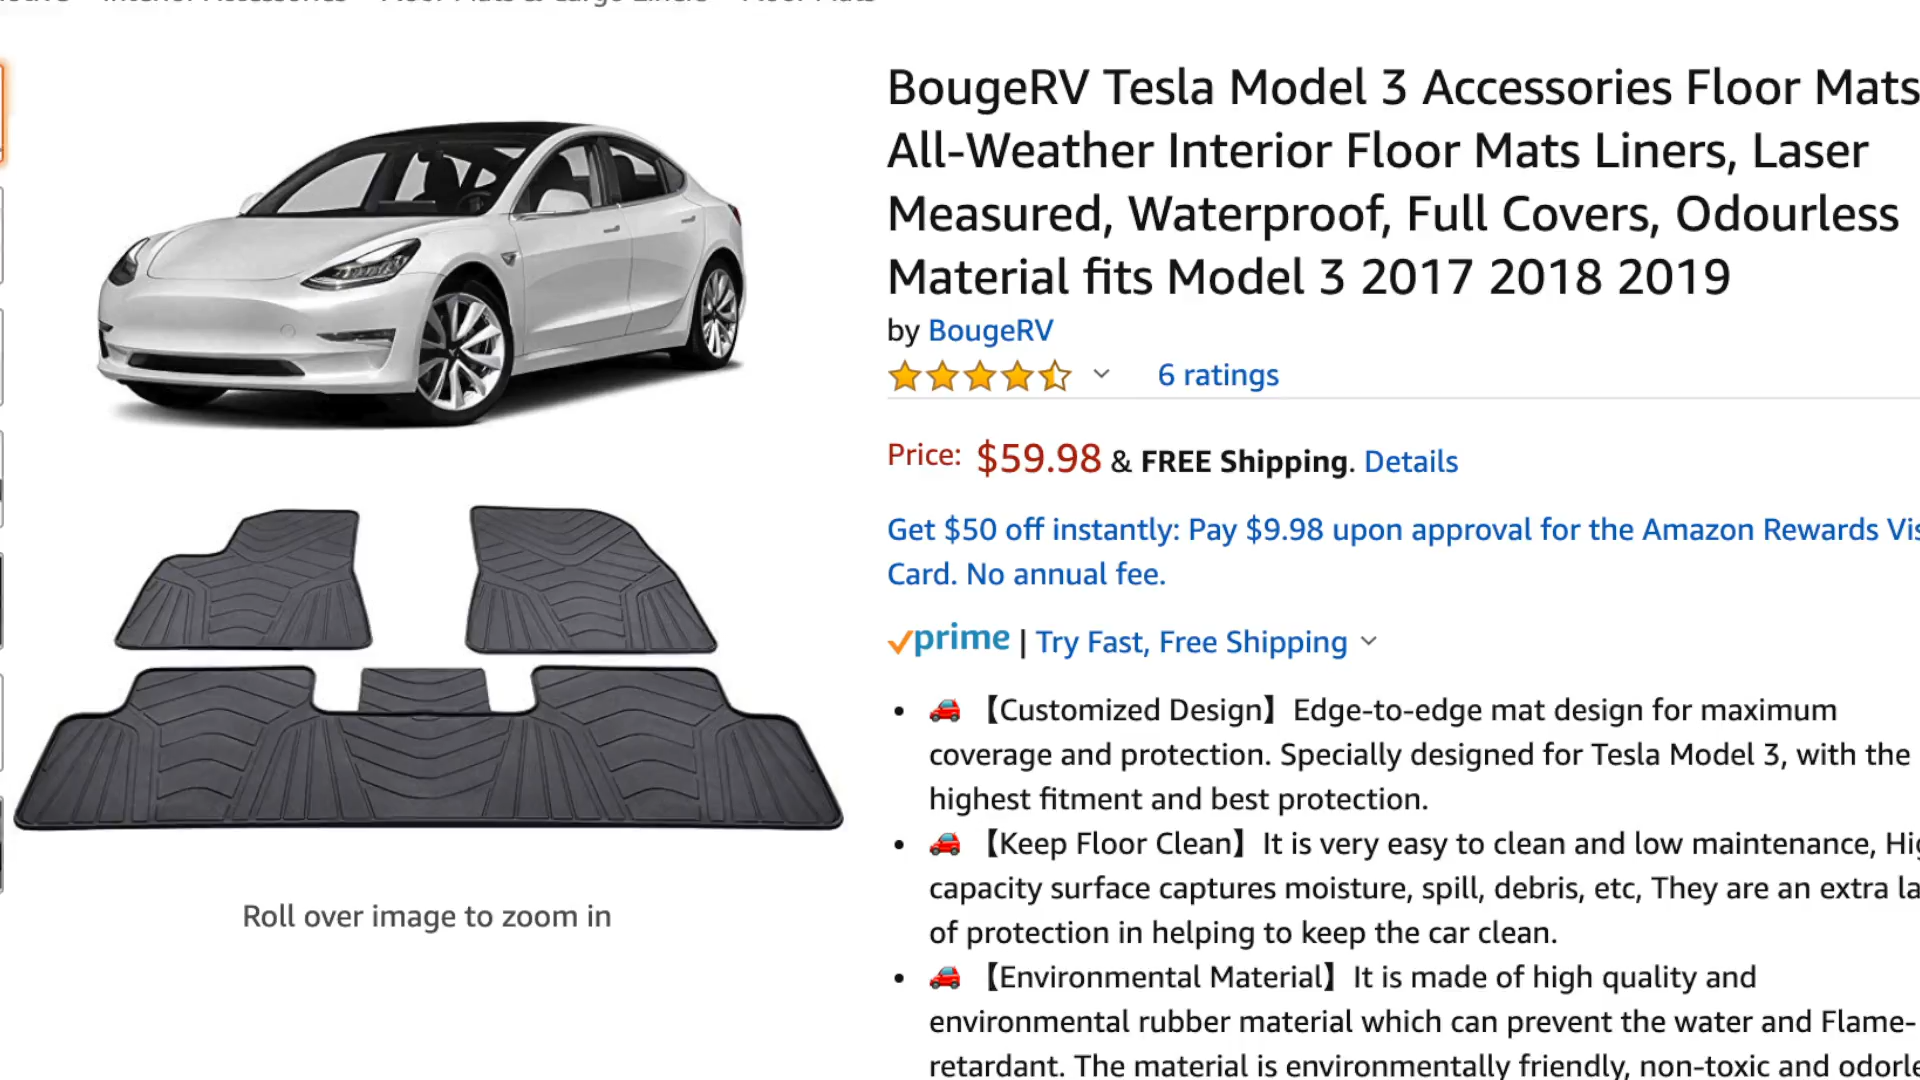 BougeRV Tesla Model 3 Accessories Floor Mats
All-Weather Interior Floor Mats Liners, Laser
Measured, Waterproof, Full Covers, Odourless
Material fits Model 3 2017 2018 2019
by BougeRV
6 ratings
Price: $59.98 & FREE Shipping. Details
Get $50 off instantly: Pay $9.98 upon approval for the Amazon Rewards
Card. No annual fee.
prime | Try Fast, Free Shipping
• 🚗 【Customized Design】Edge-to-edge mat design for maximum
coverage and protection. Specially designed for Tesla Model 3, with the
highest fitment and best protection.
• 🚗 【Keep Floor Clean】It is very easy to clean and low maintenance,
capacity surface captures moisture, spill, debris, etc, They are an extra
of protection in helping to keep the car clean.
• 🚗 【Environmental Material】It is made of high quality and
environmental rubber material which can prevent the water and Flame-
retardant. The material is environmentally friendly, non-toxic and
Roll over image to zoom in